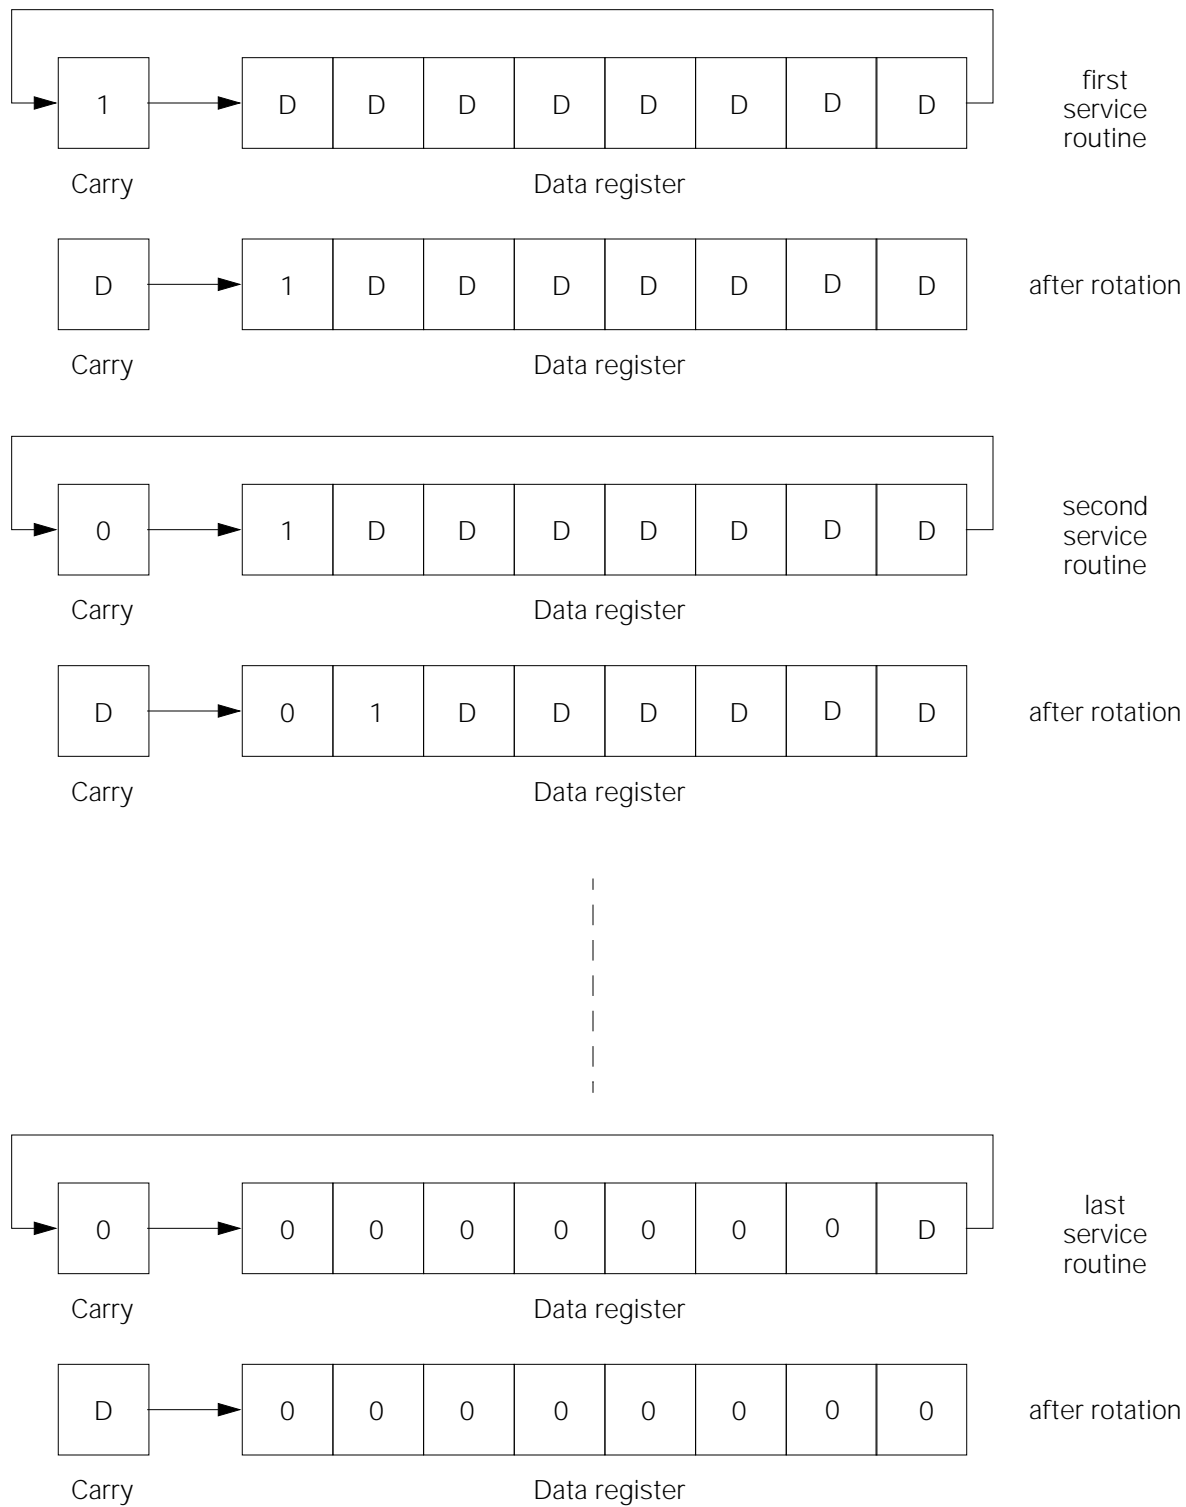 1 D D D D D D D D
first
service
routine
Carry Data register
D 1 D D D D D D D after rotation
Carry Data register
0 1 D D D D D D D
second
service
routine
Carry Data register
D 0 1 D D D D D D after rotation
Carry Data register
0 0 0 0 0 0 0 0 D
last
service
routine
Carry Data register
D 0 0 0 0 0 0 0 0 after rotation
Carry Data register